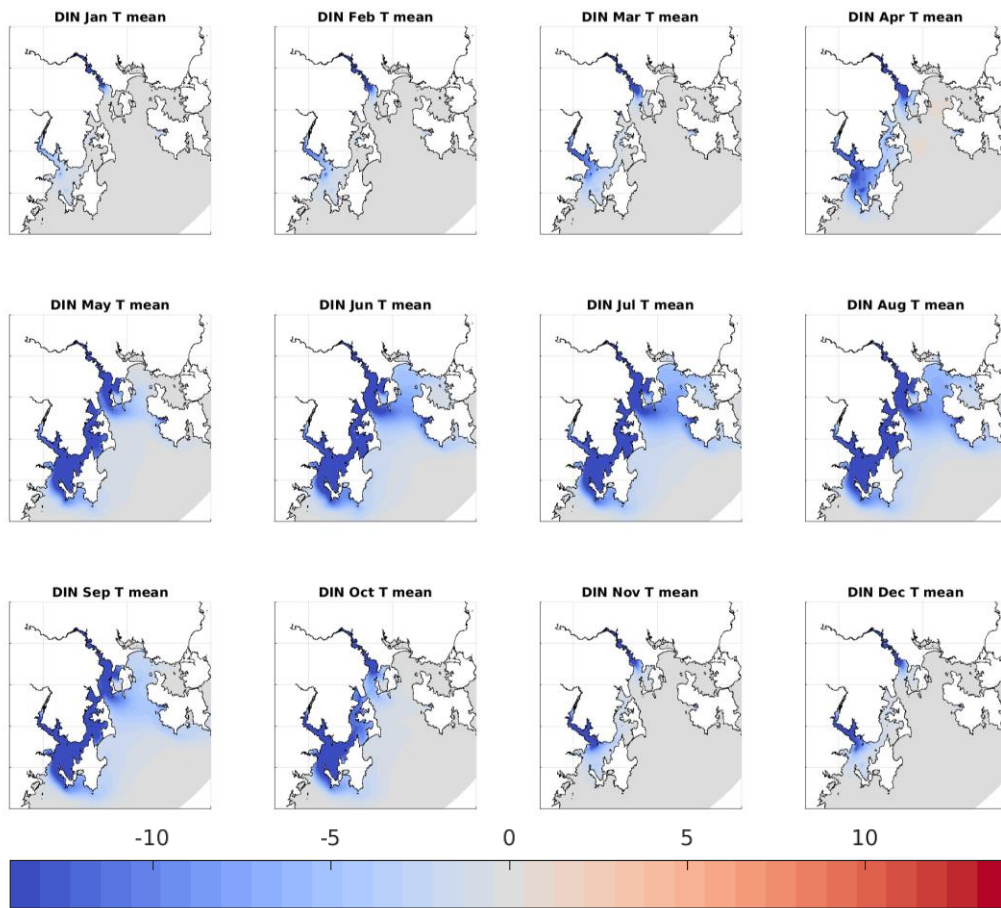 DIN Jan T mean
DIN Feb T mean
DIN Mar T mean
DIN Apr T mean
DIN May T mean
DIN Jun T mean
DIN Jul T mean
DIN Aug T mean
DIN Sep T mean
DIN Oct T mean
DIN Nov T mean
DIN Dec T mean
-10 -5 0 5 10